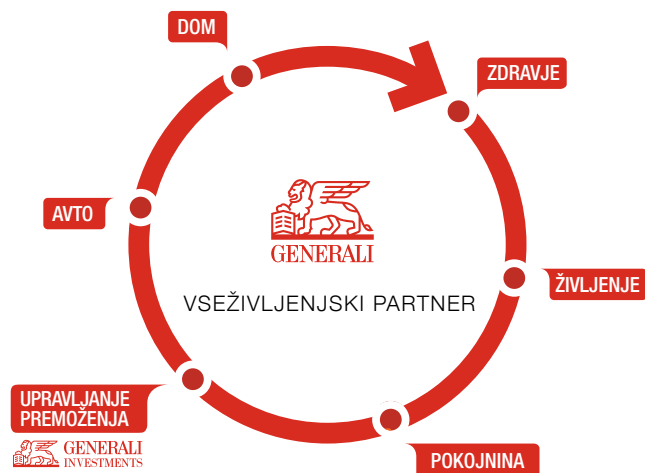 DOM
ZDRAVJE
AVTO
GENERALI
VSEŽIVLJENJSKI PARTNER
ŽIVLJENJE
UPRAVLJANJE
PREMOŽENJA
GENERALI
INVESTMENTS
POKOJNINA